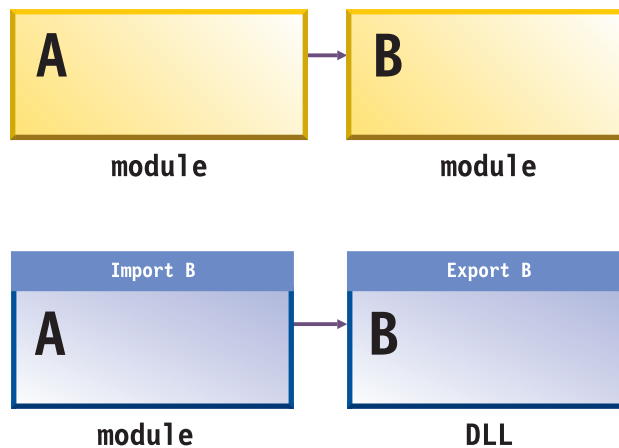 A
B
module
module
Import B
Export B
A
B
module
DLL